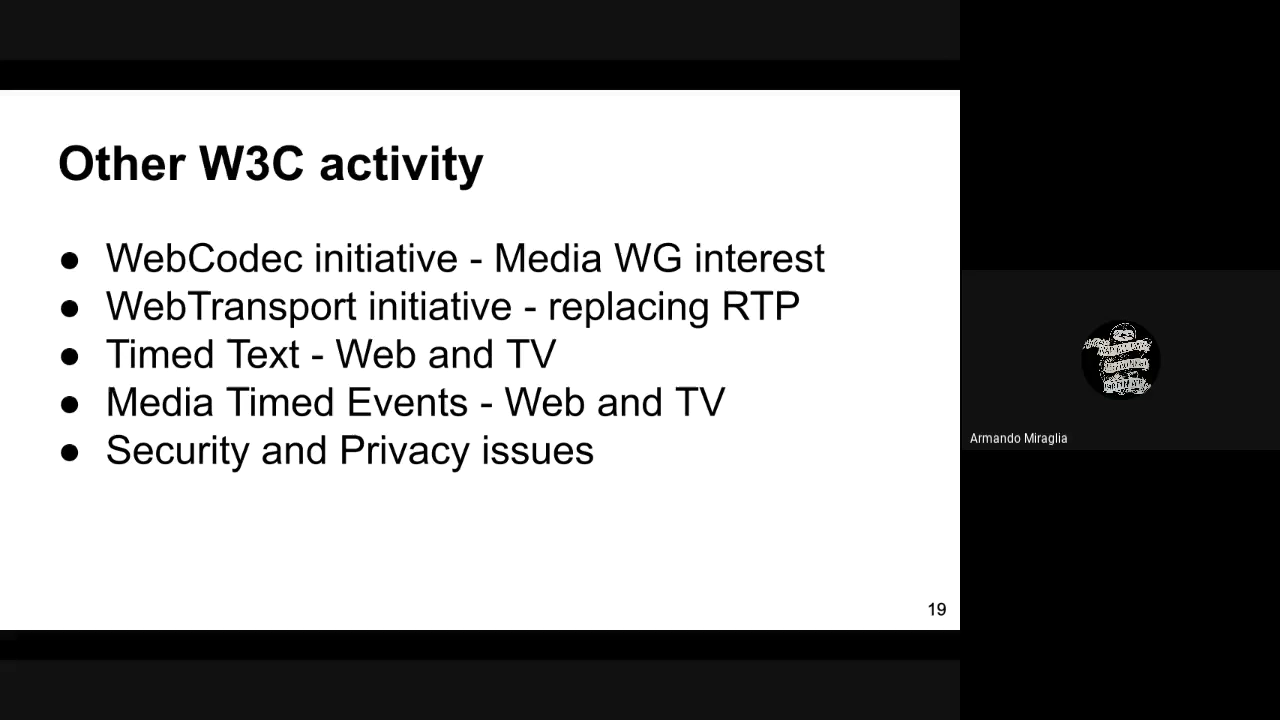 Other W3C activity
● WebCodec initiative - Media WG interest
● WebTransport initiative - replacing RTP
● Timed Text - Web and TV
● Media Timed Events - Web and TV
● Security and Privacy issues
19
Armando Miraglia